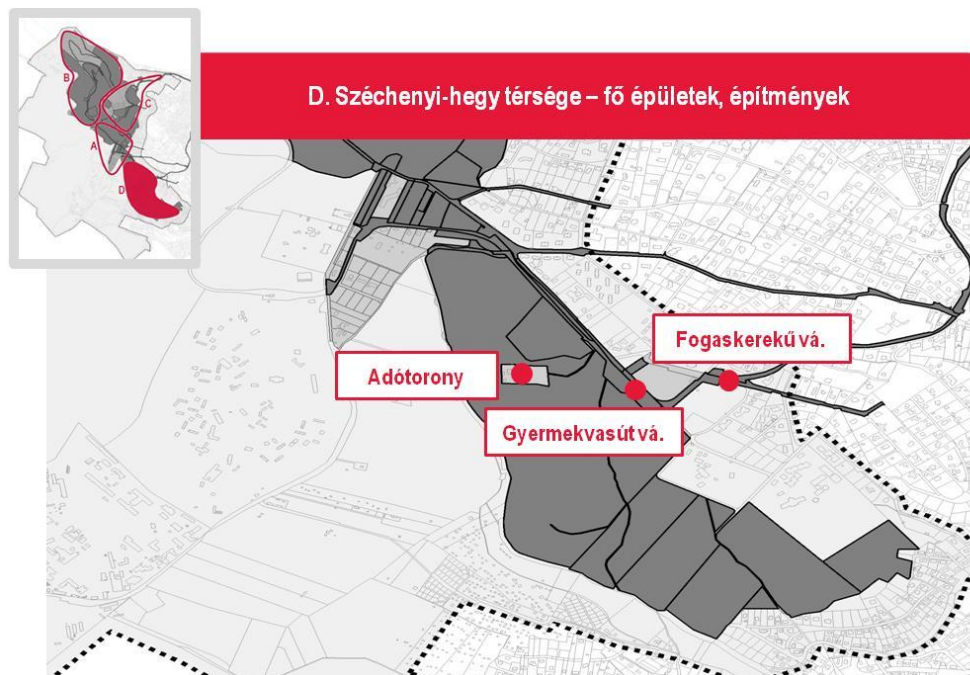 B
C
A
D
D. Széchenyi-hegy térsége – fő épületek, építmények
Fogaskerekű vá.
Adótorony
Gyermekvasút vá.